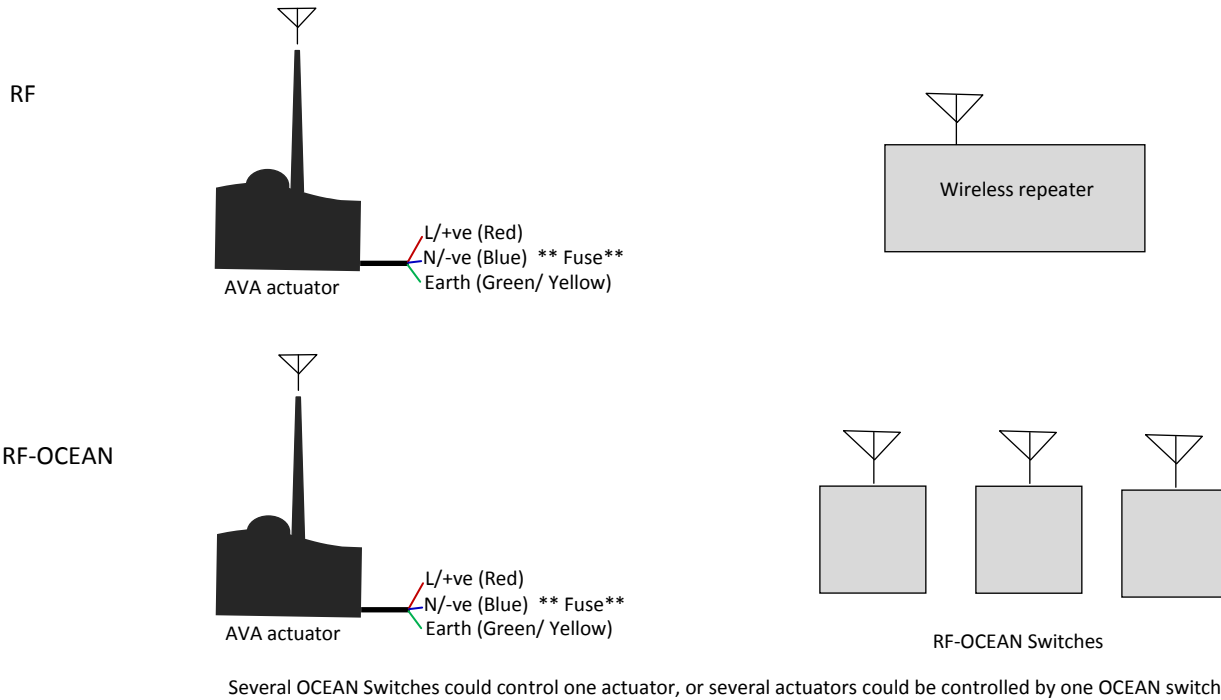 RF
Wireless repeater
L/+ve (Red)
N/-ve (Blue)  ** Fuse**
Earth (Green/ Yellow)
AVA actuator
RF-OCEAN
L/+ve (Red)
N/-ve (Blue)  ** Fuse**
Earth (Green/ Yellow)
AVA actuator
RF-OCEAN Switches
Several OCEAN Switches could control one actuator, or several actuators could be controlled by one OCEAN switch